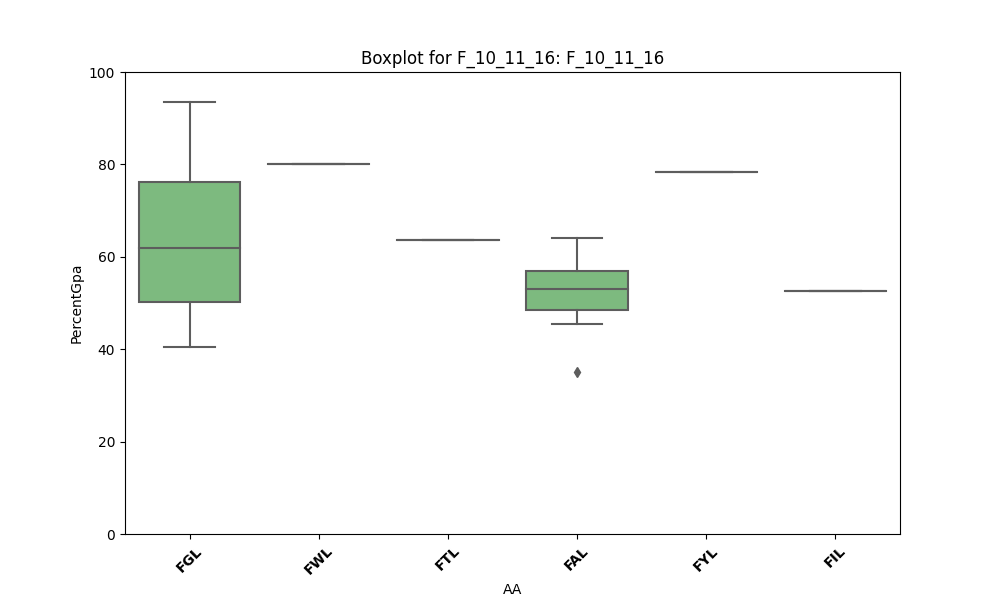 Boxplot for F_10_11_16: F_10_11_16
100
80
60
40
20
0
PercentGpa
FGL
FWL
FTL
FAL
FYL
FIL
AA